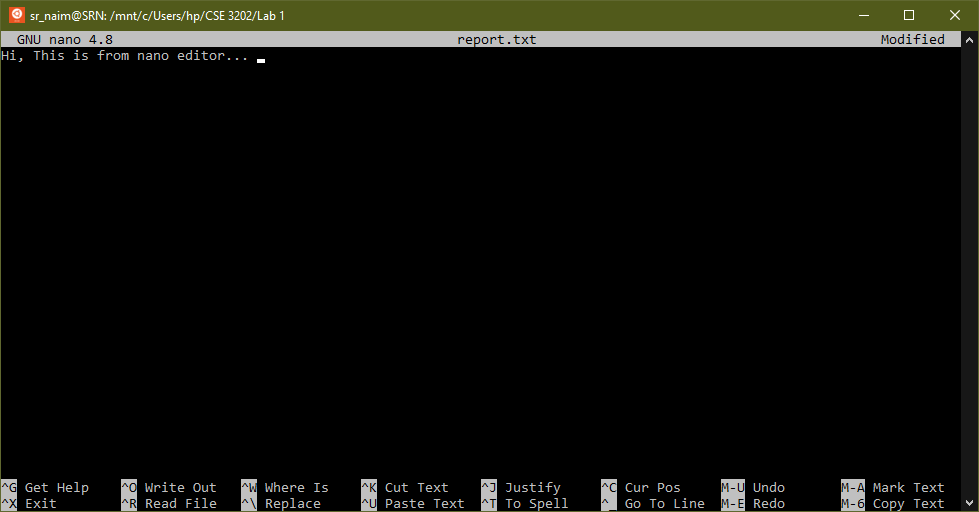 sr_naim@SRN: /mnt/c/Users/hp/CSE 3202/Lab 1
GNU nano 4.8 report.txt Modified
Hi, This is from nano editor...
^G Get Help ^O Write Out ^W Where Is ^K Cut Text ^J Justify ^C Cur Pos M-U Undo M-A Mark Text
^X Exit ^R Read File ^\ Replace ^U Paste Text ^T To Spell ^_ Go To Line M-E Redo M-6 Copy Text